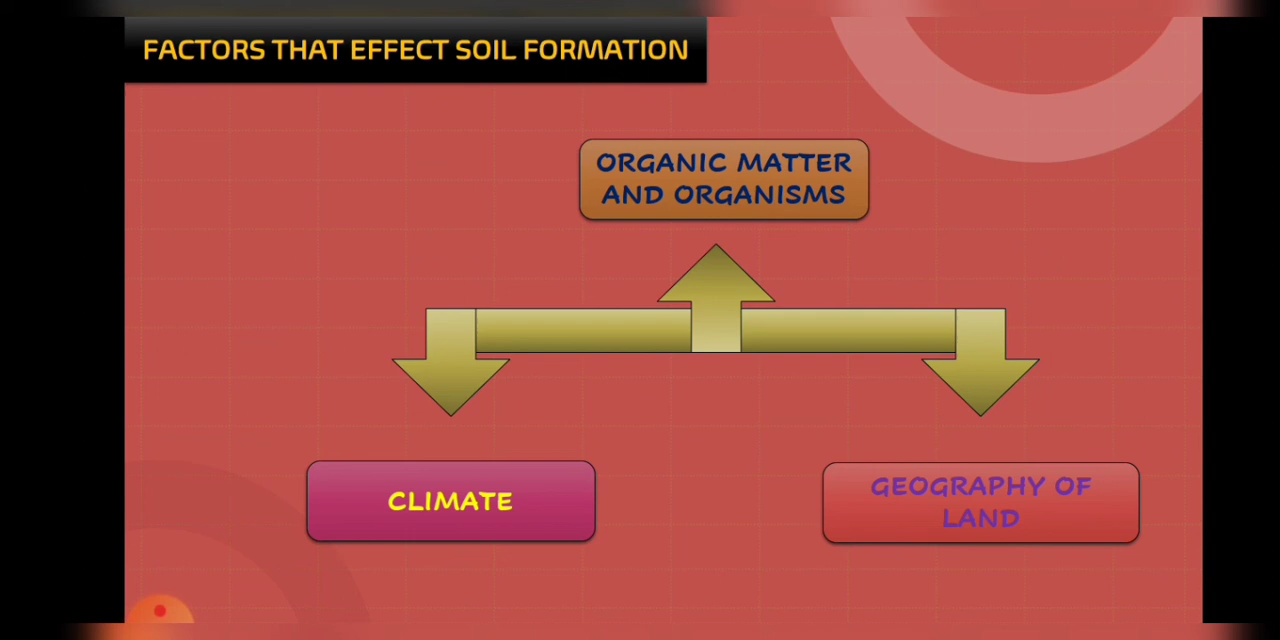 FACTORS THAT EFFECT SOIL FORMATION
ORGANIC MATTER
AND ORGANISMS
CLIMATE
GEOGRAPHY OF
LAND